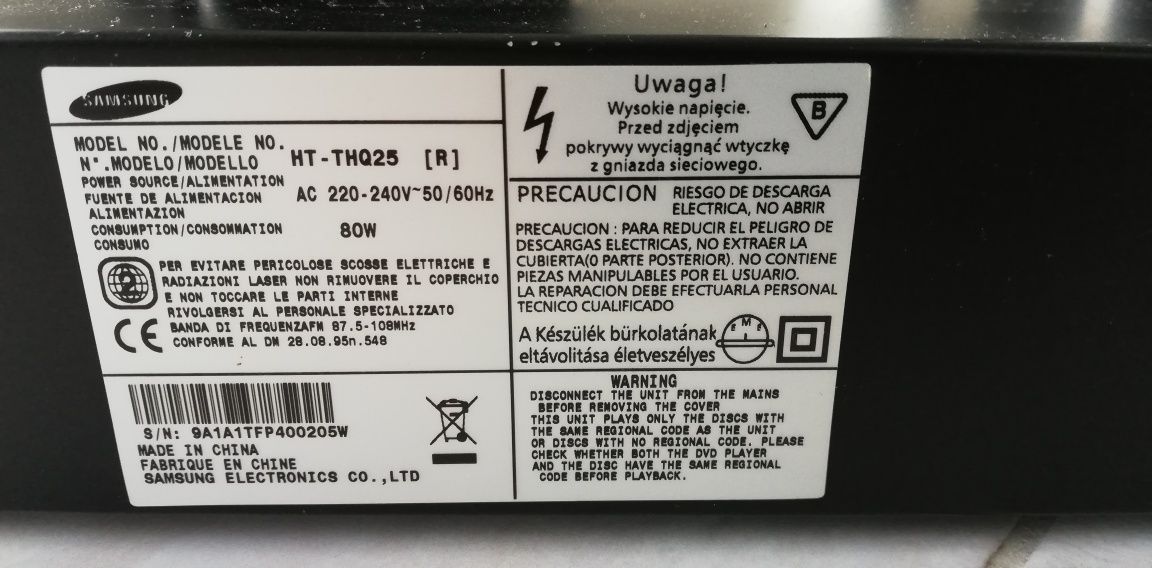 SAMSUNG
MODEL NO./MODELE NO.
N°.MODELO/MODELLO
HT-THQ25 [R]
POWER SOURCE/ALIMENTATION
FUENTE DE ALIMENTACION
ALIMENTAZION
AC 220-240V~50/60Hz
CONSUMPTION/CONSOMMATION
CONSUMO
80W
2
PER EVITARE PERICOLOSE SCOSSE ELETTRICHE E
RADIAZIONI LASER NON RIMUOVERE IL COPERCHIO
E NON TOCCARE LE PARTI INTERNE
RIVOLGERSI AL PERSONALE SPECIALIZZATO
BANDA DI FREQUENZAFM 87.5-108MHz
CONFORME AL DM 28.08.95n.548
CE
S/N: 9A1A1TFP400205W
MADE IN CHINA
FABRIQUE EN CHINE
SAMSUNG ELECTRONICS CO.,LTD
Uwaga!
Wysokie napięcie.
Przed zdjęciem
pokrywy wyciągnąć wtyczkę
z gniazda sieciowego.
B
PRECAUCION RIESGO DE DESCARGA
ELECTRICA, NO ABRIR
PRECAUCION : PARA REDUCIR EL PELIGRO DE
DESCARGAS ELECTRICAS, NO EXTRAER LA
CUBIERTA(O PARTE POSTERIOR). NO CONTIENE
PIEZAS MANIPULABLES POR EL USUARIO.
LA REPARACION DEBE EFECTUARLA PERSONAL
TECNICO CUALIFICADO
A Készülék bürkolatának
eltávolitása életveszélyes
WARNING
DISCONNECT THE UNIT FROM THE MAINS
BEFORE REMOVING THE COVER
THIS UNIT PLAYS ONLY THE DISCS WITH
THE SAME REGIONAL CODE AS THE UNIT
OR DISCS WITH NO REGIONAL CODE. PLEASE
CHECK WHETHER BOTH THE DVD PLAYER
AND THE DISC HAVE THE SAME REGIONAL
CODE BEFORE PLAYBACK.